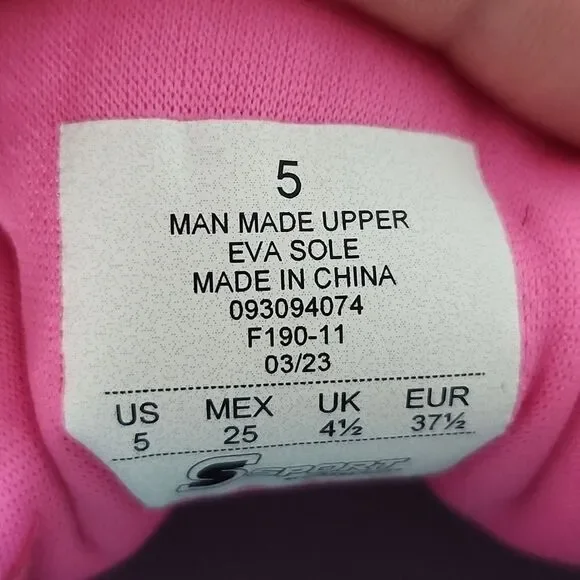 5
MAN MADE UPPER
EVA SOLE
MADE IN CHINA
093094074
F190-11
03/23
US MEX UK EUR
5 25 4½ 37½
S SPORT